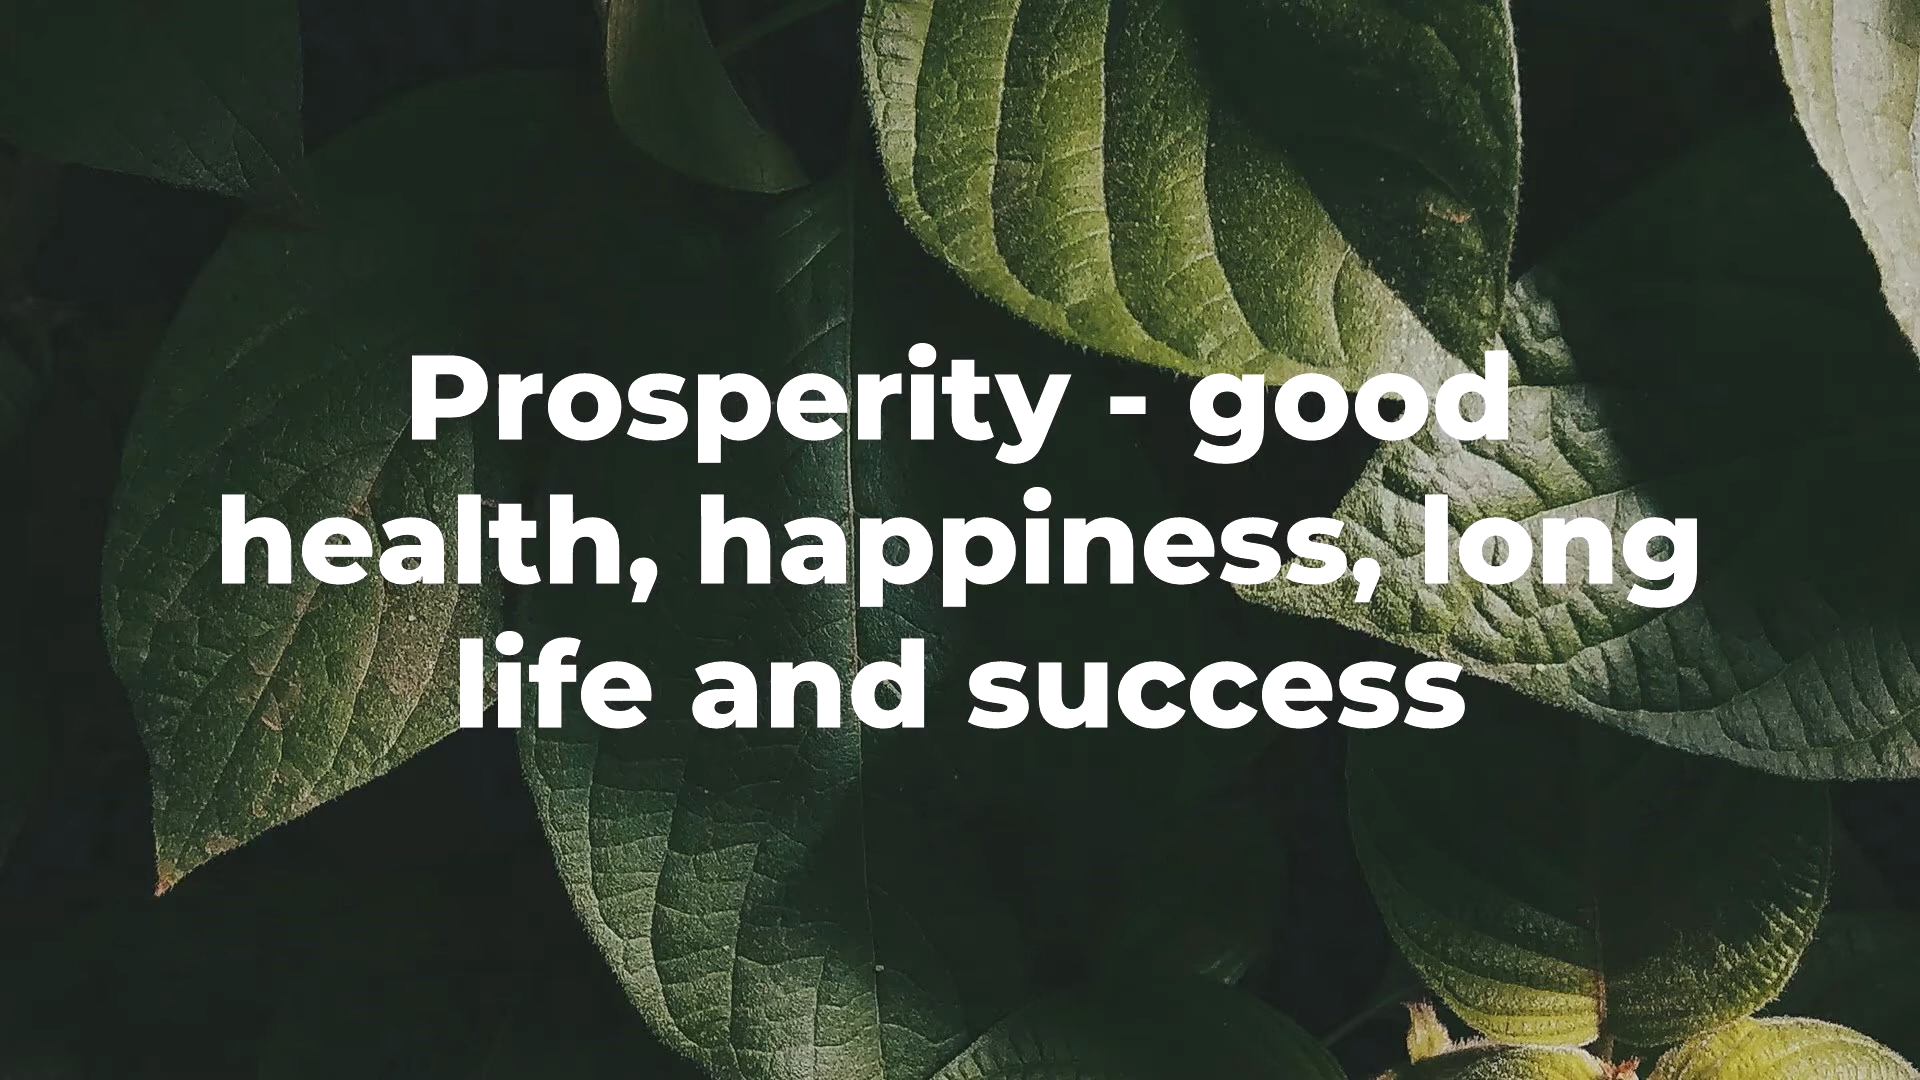 Prosperity - good
health, happiness, long
life and success